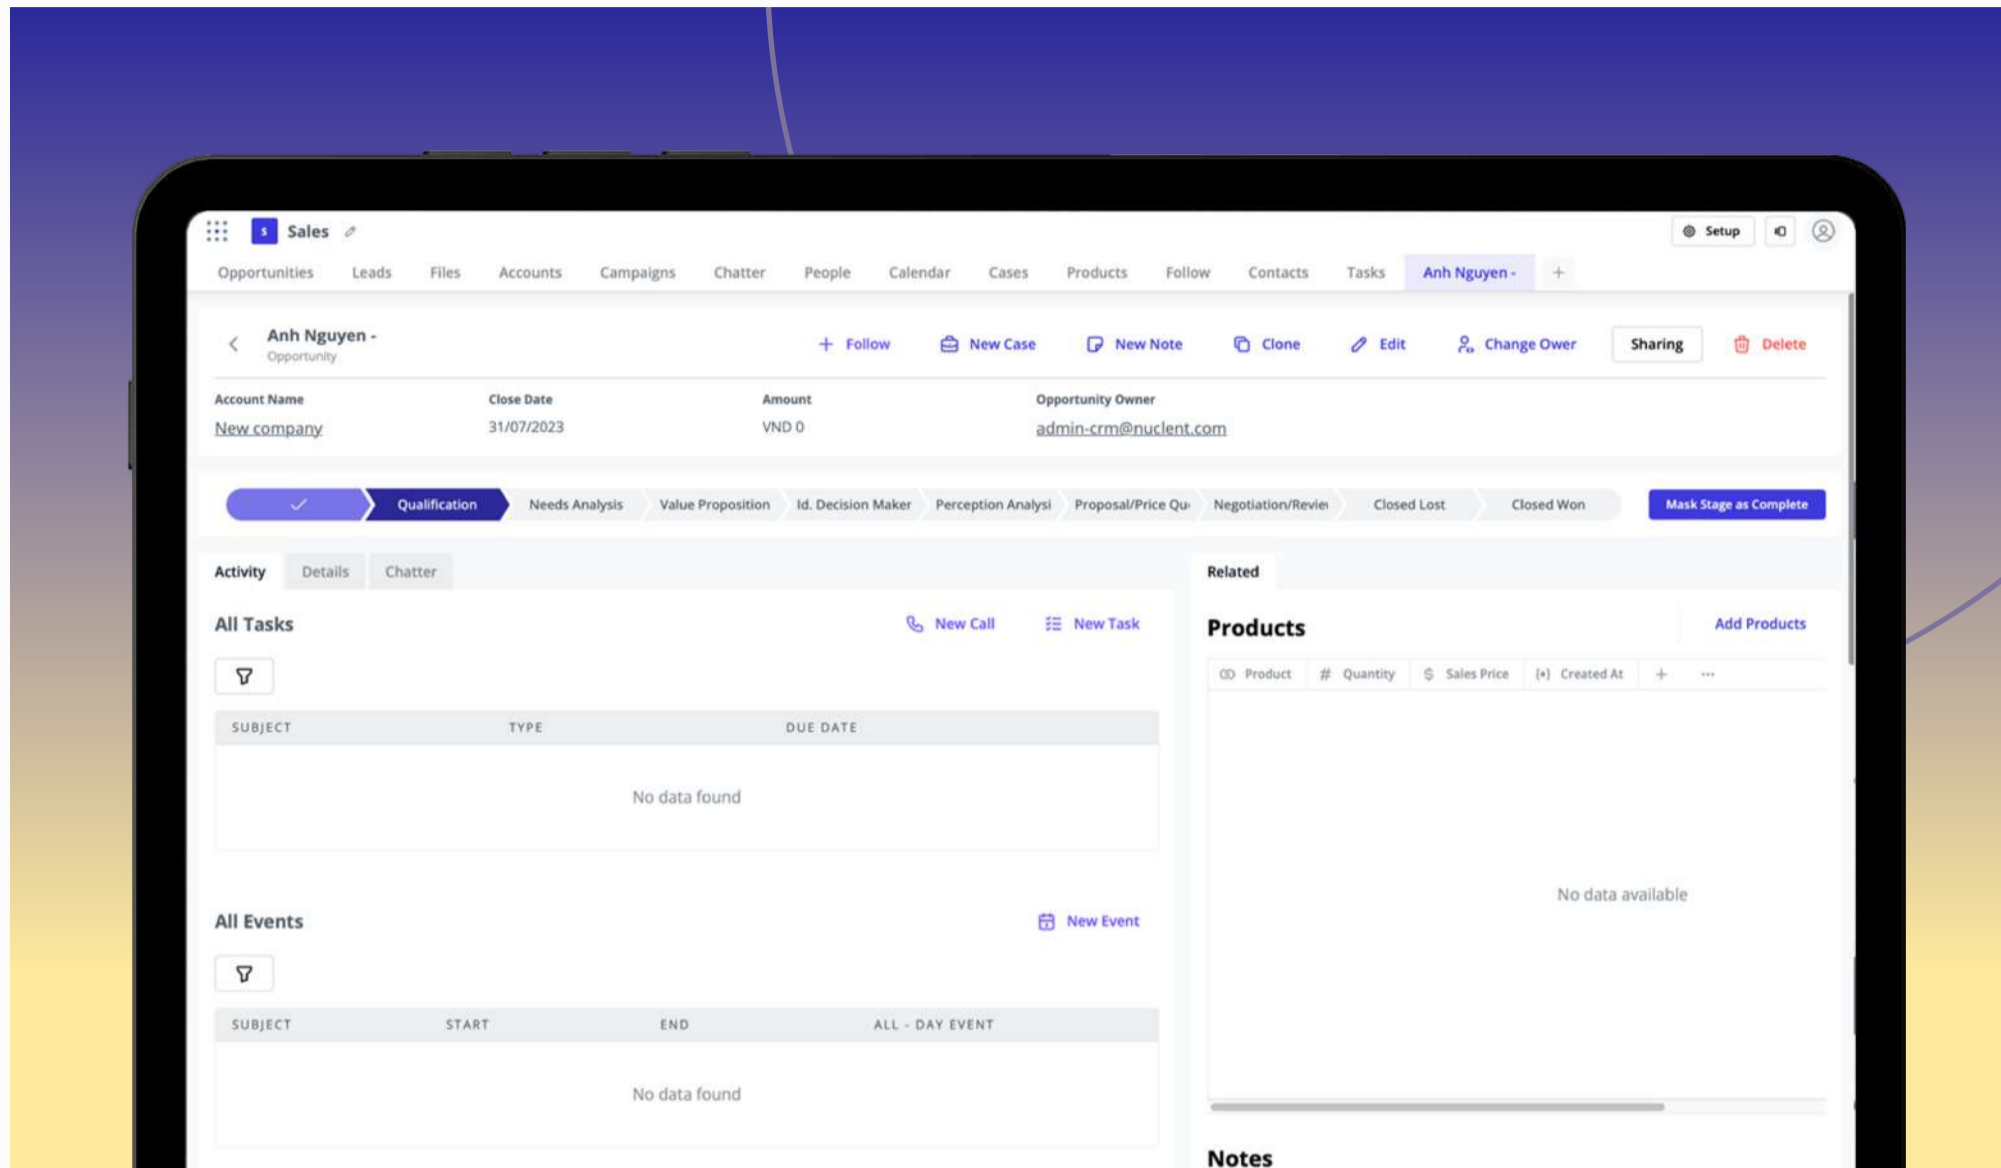 S Sales
Setup
Opportunities Leads Files Accounts Campaigns Chatter People Calendar Cases Products Follow Contacts Tasks Anh Nguyen - +
Anh Nguyen -
Opportunity
+ Follow New Case New Note Clone Edit Change Ower Sharing Delete
Account Name Close Date Amount Opportunity Owner
New company 31/07/2023 VND 0 admin-crm@nuclent.com
Qualification Needs Analysis Value Proposition Id. Decision Maker Perception Analysi Proposal/Price Qu Negotiation/Revie Closed Lost Closed Won Mask Stage as Complete
Activity Details Chatter
All Tasks New Call New Task
SUBJECT TYPE DUE DATE
No data found
All Events New Event
SUBJECT START END ALL - DAY EVENT
No data found
Related
Products Add Products
Product # Quantity $ Sales Price Created At + ...
No data available
Notes